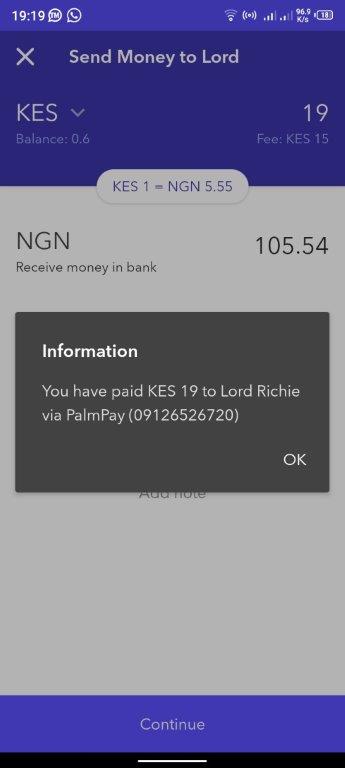 19:19
96.9
K/s
18
Send Money to Lord
KES
19
Balance: 0.6
Fee: KES 15
KES 1 = NGN 5.55
NGN
105.54
Receive money in bank
Information
You have paid KES 19 to Lord Richie
via PalmPay (09126526720)
OK
Add note
Continue